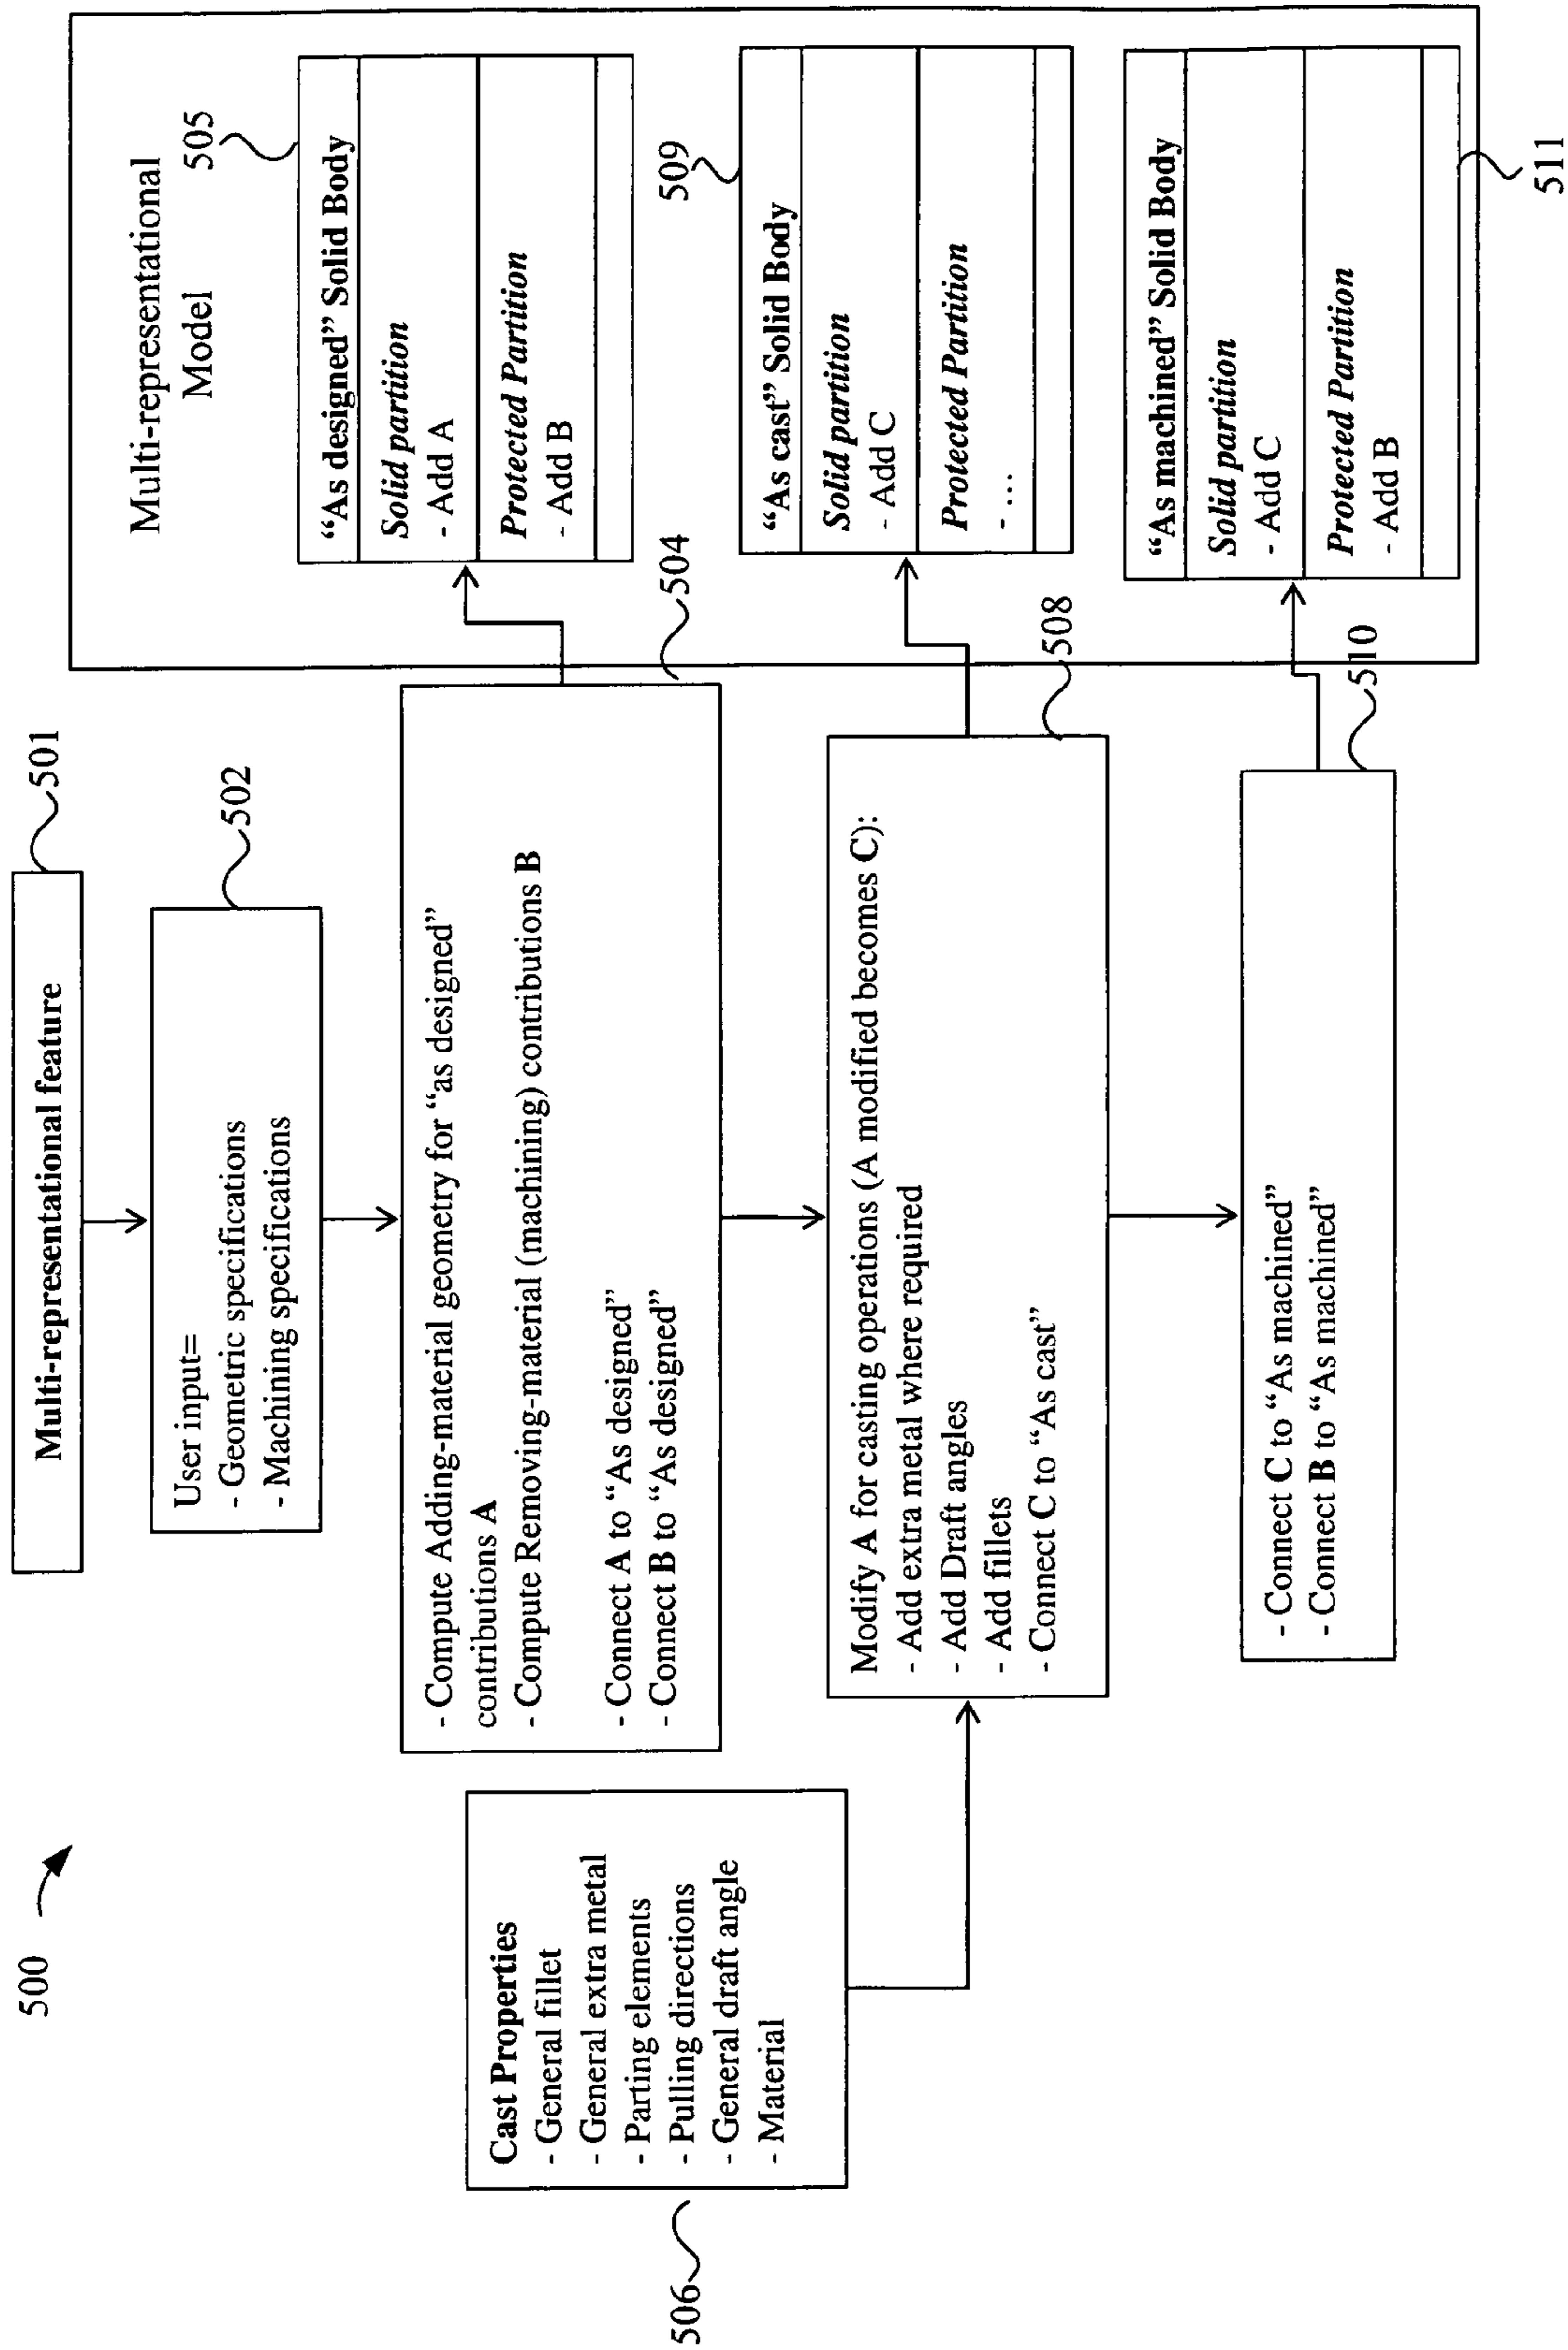 500
Multi-representational feature
501
User input=
- Geometric specifications
- Machining specifications
502
- Compute Adding-material geometry for “as designed”
contributions A
- Compute Removing-material (machining) contributions B
- Connect A to “As designed”
- Connect B to “As designed”
504
Cast Properties
- General fillet
- General extra metal
- Parting elements
- Pulling directions
- General draft angle
- Material
506
Modify A for casting operations (A modified becomes C):
- Add extra metal where required
- Add Draft angles
- Add fillets
- Connect C to “As cast”
508
- Connect C to “As machined”
- Connect B to “As machined”
510
Multi-representational
Model
505
“As designed” Solid Body
Solid partition
- Add A
Protected Partition
- Add B
509
“As cast” Solid Body
Solid partition
- Add C
Protected Partition
- ...
“As machined” Solid Body
Solid partition
- Add C
Protected Partition
- Add B
511